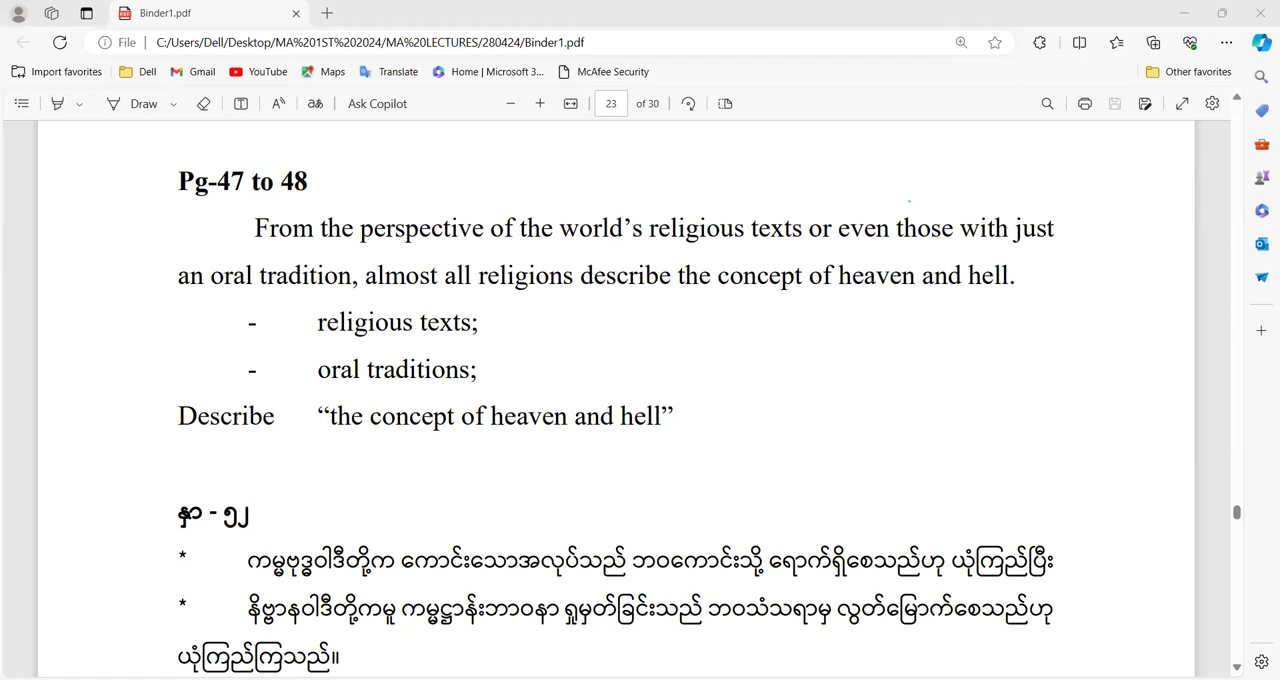 Binder1.pdf
File
C:/Users/Dell/Desktop/MA%201ST%202024/MA%20LECTURES/280424/Binder1.pdf
Import favorites Dell Gmail YouTube Maps Translate Home | Microsoft 3... McAfee Security Other favorites
Draw Ask Copilot 23 of 30
Pg-47 to 48
From the perspective of the world’s religious texts or even those with just
an oral tradition, almost all religions describe the concept of heaven and hell.
- religious texts;
- oral traditions;
Describe “the concept of heaven and hell”
နှာ - ၅၂
* ကမ္မဗုဒ္ဓဝါဒီတို့က ကောင်းသောအလုပ်သည် ဘဝကောင်းသို့ ရောက်ရှိစေသည်ဟု ယုံကြည်ပြီး
* နိဗ္ဗာနဝါဒီတို့ကမူ ကမ္မဋ္ဌာန်းဘာဝနာ ရှုမှတ်ခြင်းသည် ဘဝသံသရာမှ လွတ်မြောက်စေသည်ဟု
ယုံကြည်ကြသည်။